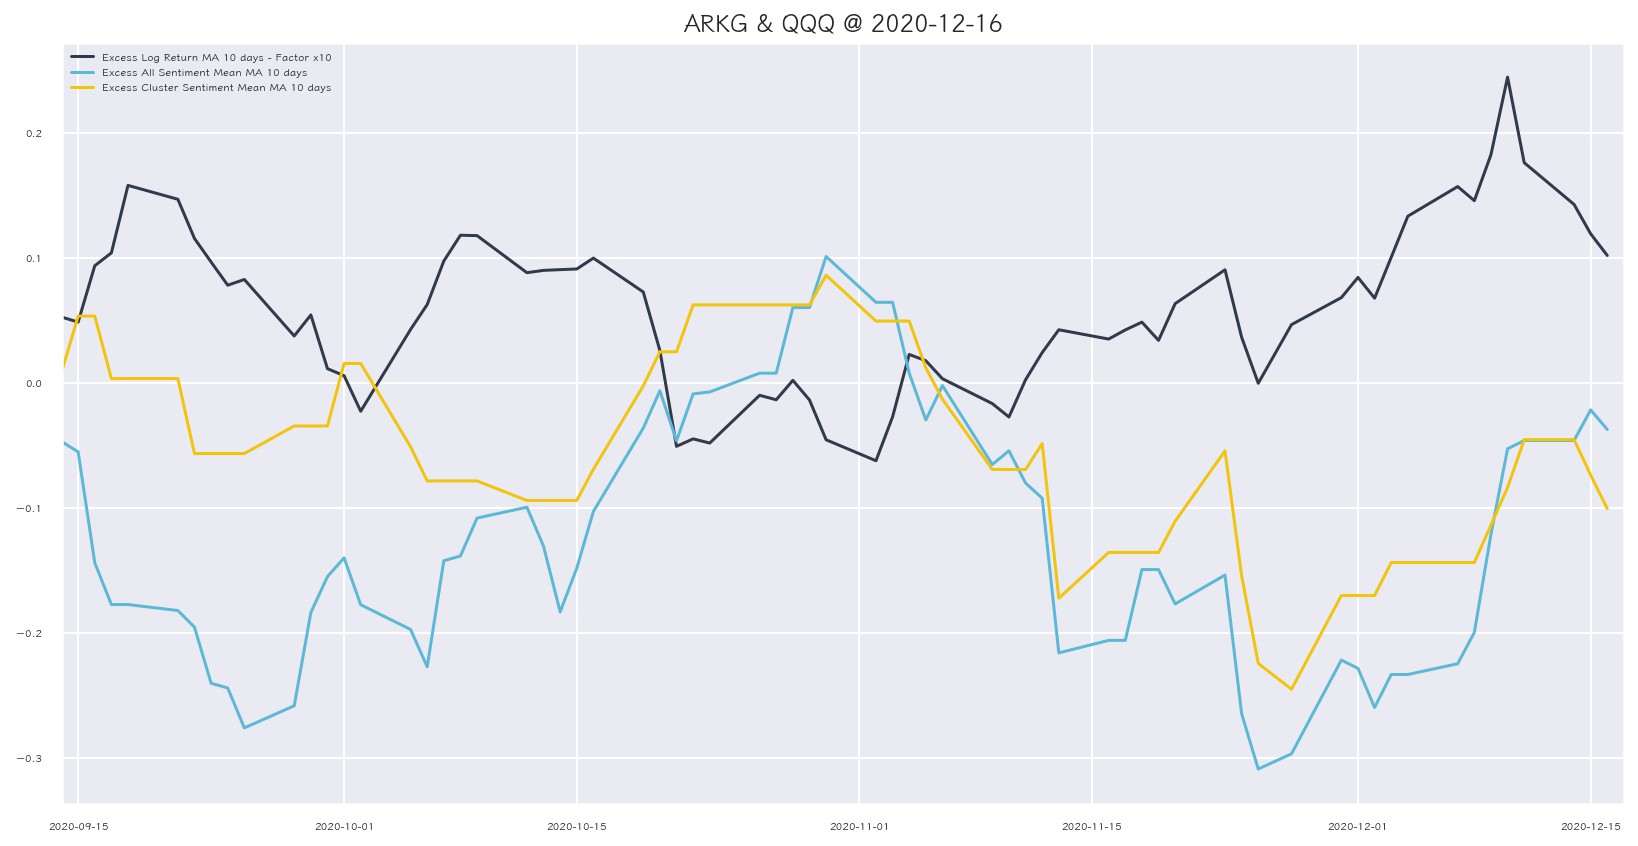 ARKG & QQQ @ 2020-12-16
Excess Log Return MA 10 days - Factor x10
Excess All Sentiment Mean MA 10 days
Excess Cluster Sentiment Mean MA 10 days
0.2
0.1
0.0
−0.1
−0.2
−0.3
2020-09-15 2020-10-01 2020-10-15 2020-11-01 2020-11-15 2020-12-01 2020-12-15